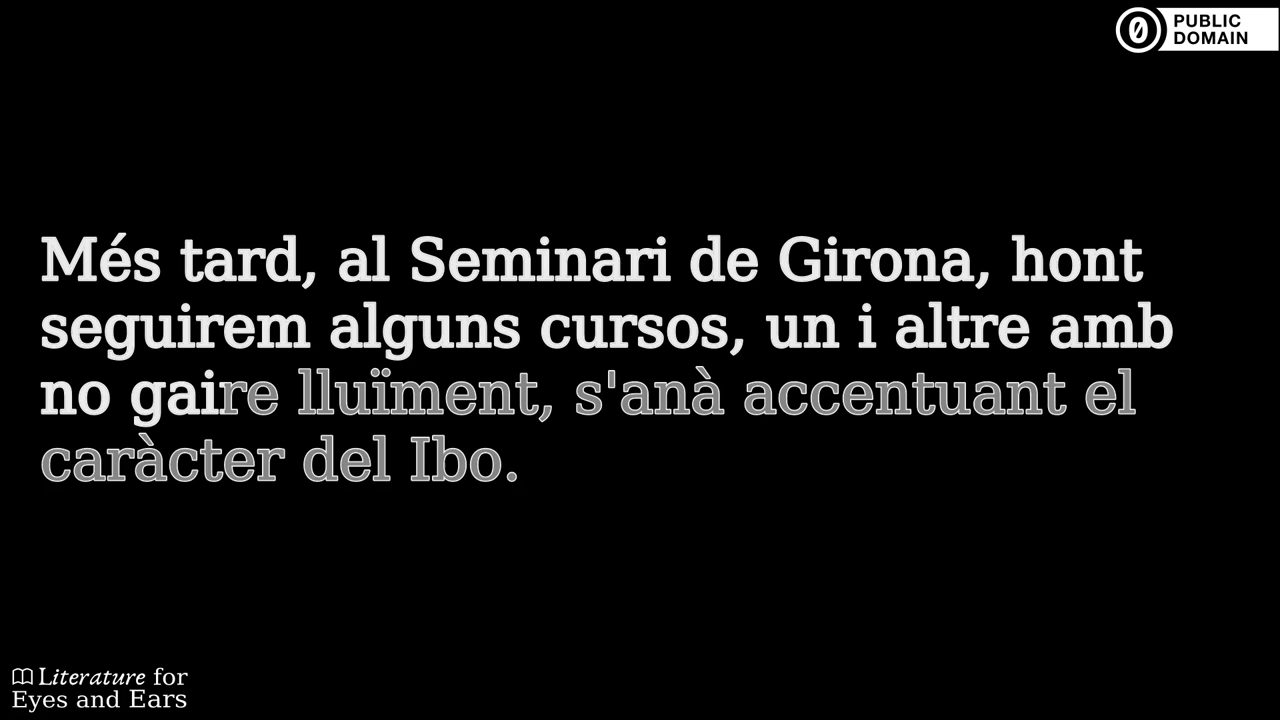 PUBLIC
DOMAIN
Més tard, al Seminari de Girona, hont
seguirem alguns cursos, un i altre amb
no gaire lluïment, s'anà accentuant el
caràcter del Ibo.
Literature for
Eyes and Ears